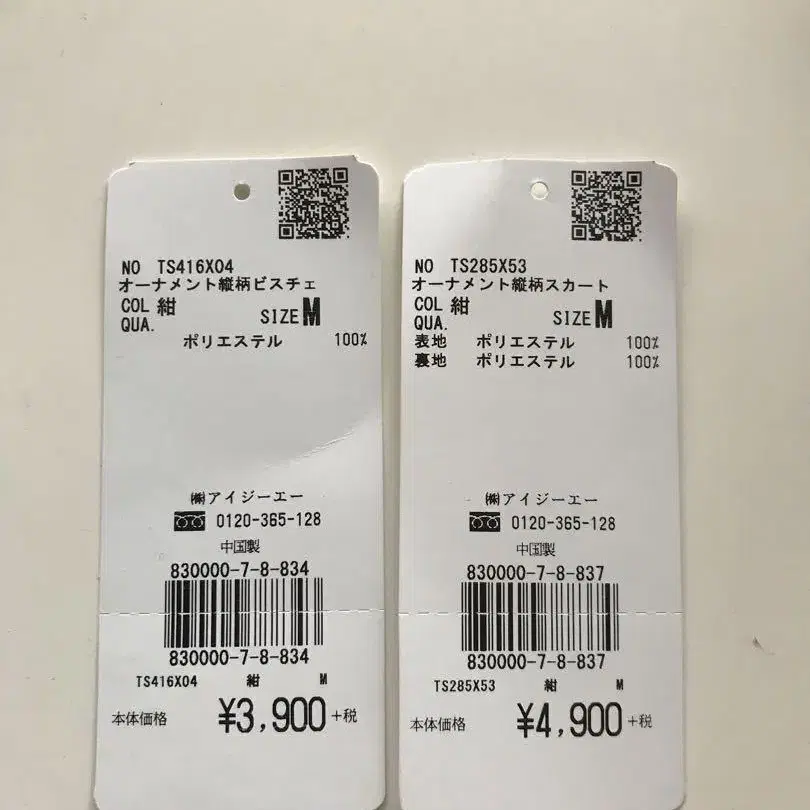 NO TS416X04
オーナメント縦柄ビスチェ
COL 紺
QUA.
SIZE M
ポリエステル 100%
㈱アイジーエー
0120-365-128
中国製
830000-7-8-834
830000-7-8-834
TS416X04 紺 M
本体価格 ¥3,900 +税
NO TS285X53
オーナメント縦柄スカート
COL 紺
QUA.
SIZE M
表地 ポリエステル 100%
裏地 ポリエステル 100%
㈱アイジーエー
0120-365-128
中国製
830000-7-8-837
830000-7-8-837
TS285X53 紺 M
本体価格 ¥4,900 +税